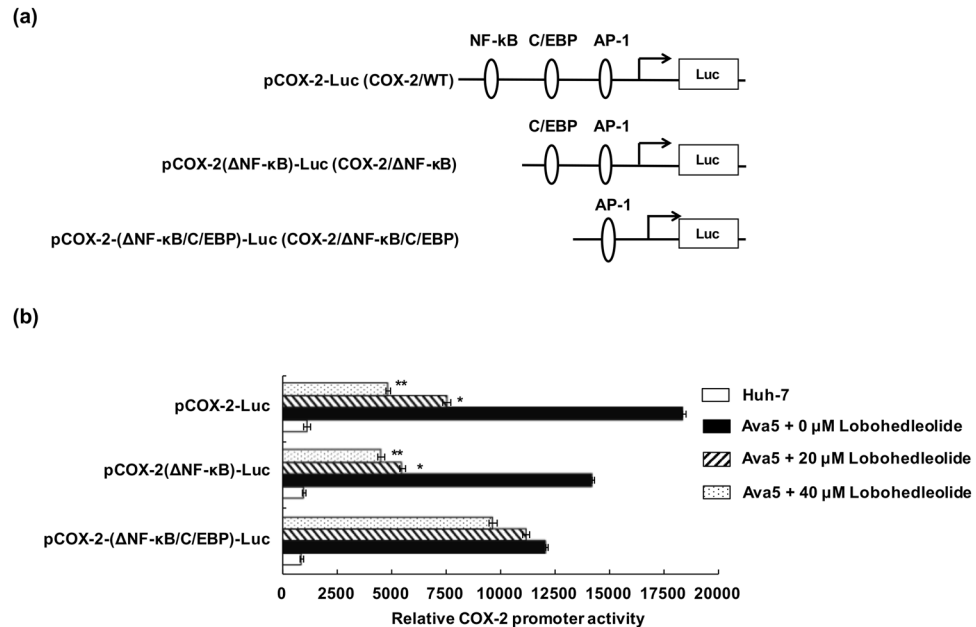 (a)
NF-kB C/EBP AP-1
pCOX-2-Luc (COX-2/WT) Luc
C/EBP AP-1
pCOX-2(ΔNF-κB)-Luc (COX-2/ΔNF-κB) Luc
AP-1
pCOX-2-(ΔNF-κB/C/EBP)-Luc (COX-2/ΔNF-κB/C/EBP) Luc
(b)
pCOX-2-Luc
**
*
pCOX-2(ΔNF-κB)-Luc
**
*
pCOX-2-(ΔNF-κB/C/EBP)-Luc
Huh-7
Ava5 + 0 μM Lobohedleolide
Ava5 + 20 μM Lobohedleolide
Ava5 + 40 μM Lobohedleolide
0 2500 5000 7500 10000 12500 15000 17500 20000
Relative COX-2 promoter activity